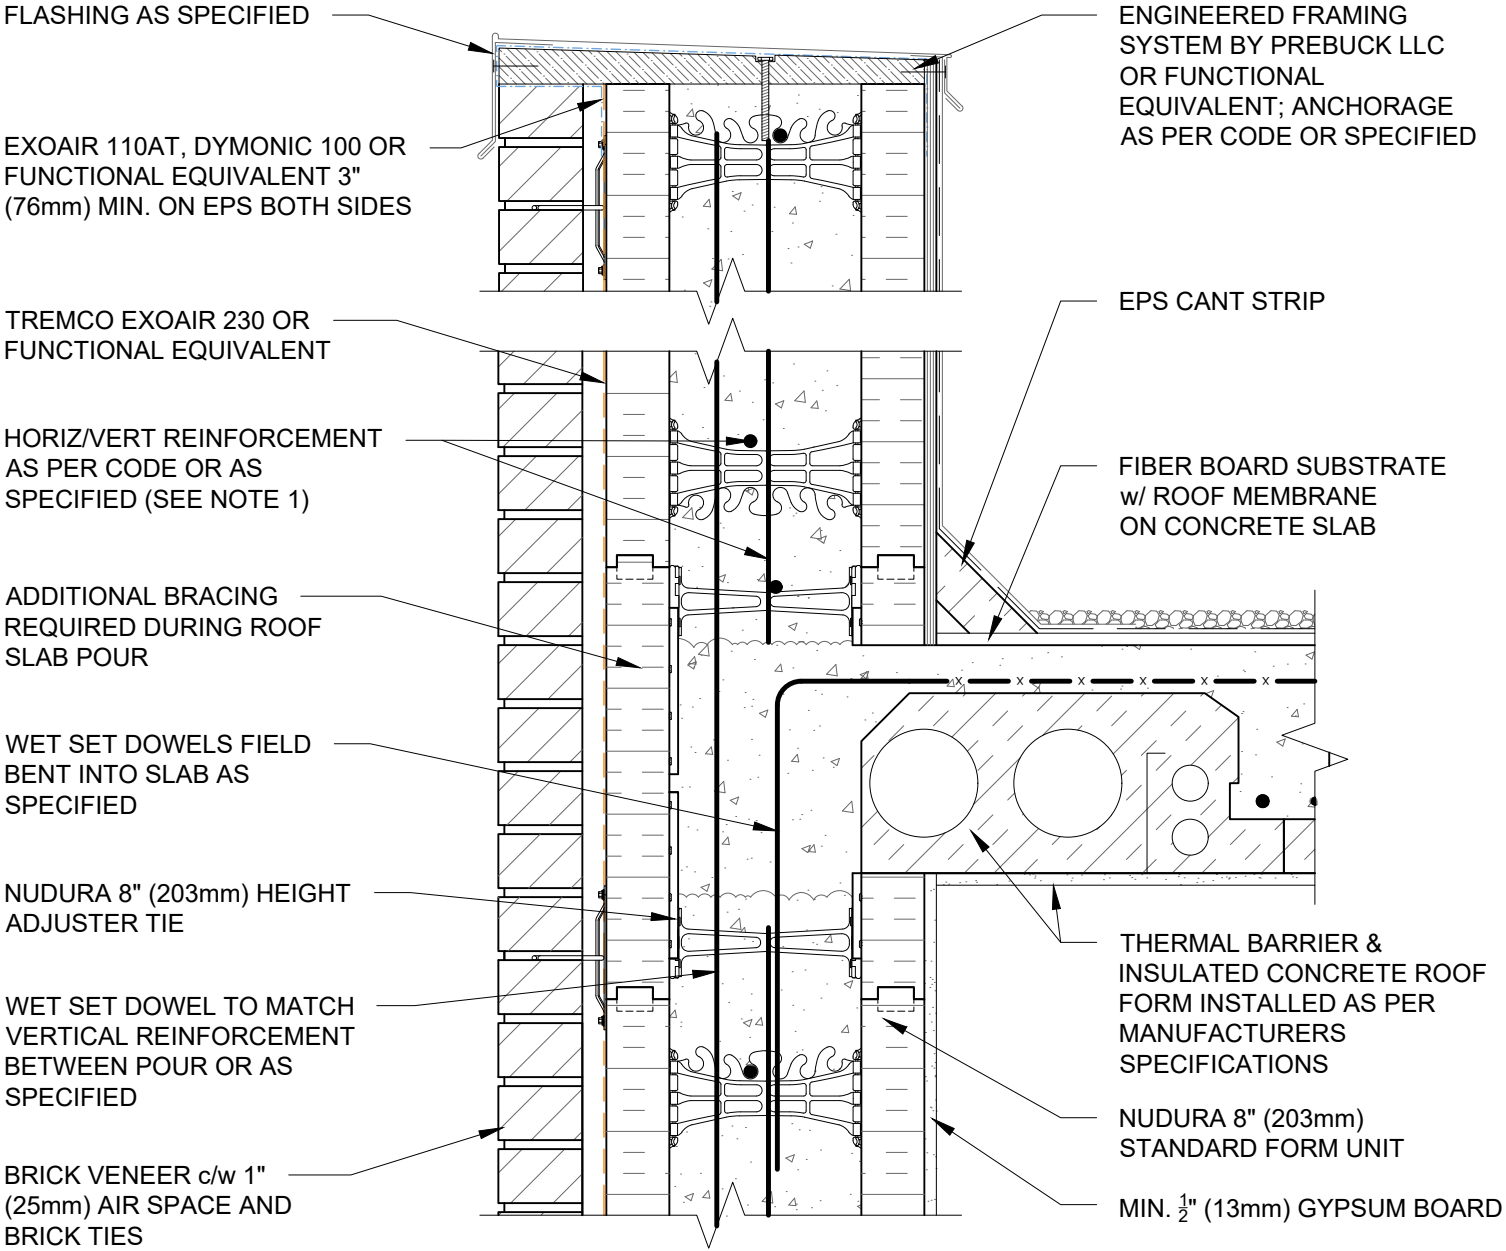 FLASHING AS SPECIFIED
EXOAIR 110AT, DYMONIC 100 OR
FUNCTIONAL EQUIVALENT 3"
(76mm) MIN. ON EPS BOTH SIDES
TREMCO EXOAIR 230 OR
FUNCTIONAL EQUIVALENT
HORIZ/VERT REINFORCEMENT
AS PER CODE OR AS
SPECIFIED (SEE NOTE 1)
ADDITIONAL BRACING
REQUIRED DURING ROOF
SLAB POUR
WET SET DOWELS FIELD
BENT INTO SLAB AS
SPECIFIED
NUDURA 8" (203mm) HEIGHT
ADJUSTER TIE
WET SET DOWEL TO MATCH
VERTICAL REINFORCEMENT
BETWEEN POUR OR AS
SPECIFIED
BRICK VENEER c/w 1"
(25mm) AIR SPACE AND
BRICK TIES
ENGINEERED FRAMING
SYSTEM BY PREBUCK LLC
OR FUNCTIONAL
EQUIVALENT; ANCHORAGE
AS PER CODE OR SPECIFIED
EPS CANT STRIP
FIBER BOARD SUBSTRATE
w/ ROOF MEMBRANE
ON CONCRETE SLAB
x x x x x x
THERMAL BARRIER &
INSULATED CONCRETE ROOF
FORM INSTALLED AS PER
MANUFACTURERS
SPECIFICATIONS
NUDURA 8" (203mm)
STANDARD FORM UNIT
MIN. ½" (13mm) GYPSUM BOARD